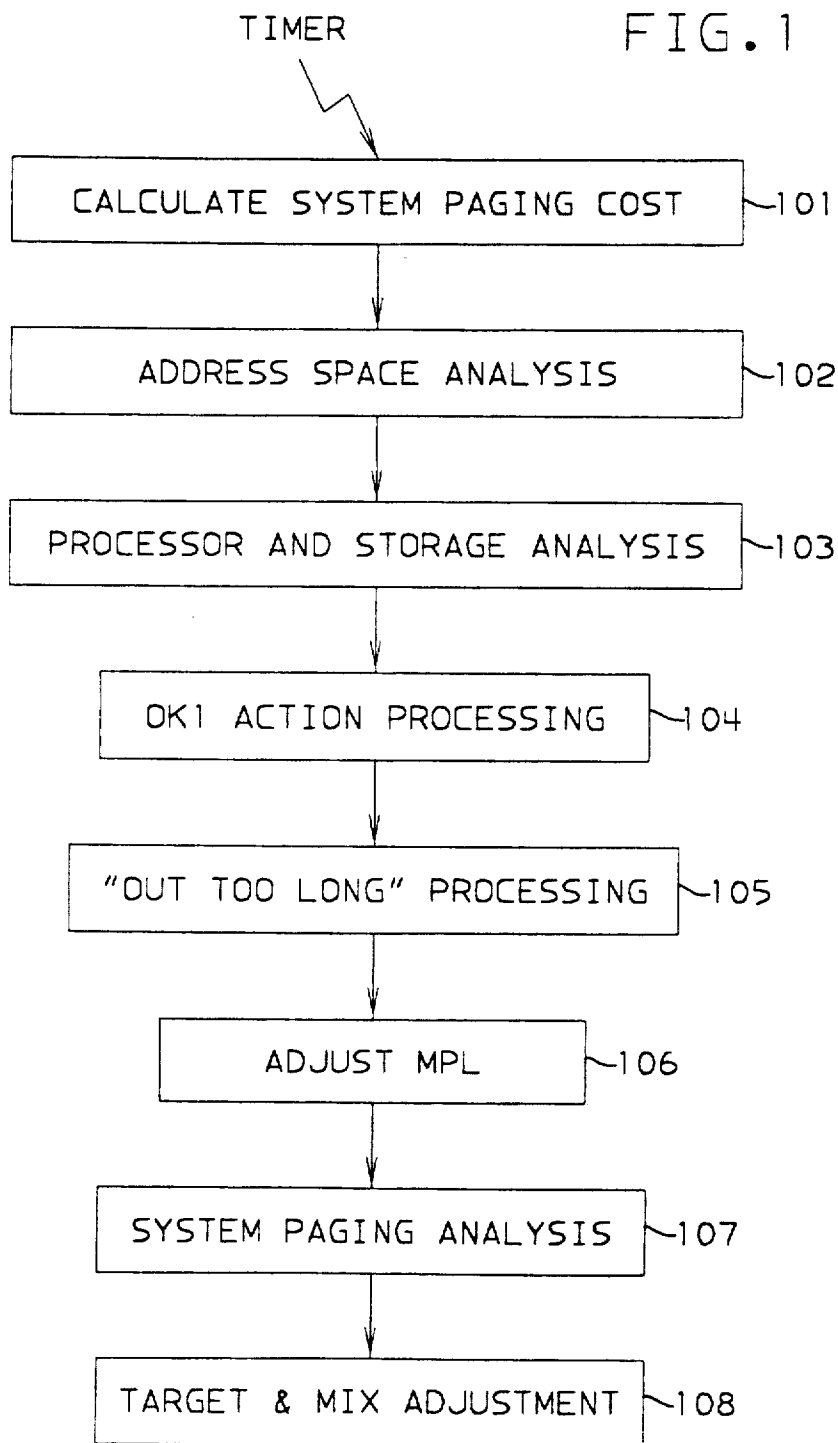 TIMER
FIG.1
CALCULATE SYSTEM PAGING COST
101
ADDRESS SPACE ANALYSIS
102
PROCESSOR AND STORAGE ANALYSIS
103
OK1 ACTION PROCESSING
104
"OUT TOO LONG" PROCESSING
105
ADJUST MPL
106
SYSTEM PAGING ANALYSIS
107
TARGET & MIX ADJUSTMENT
108